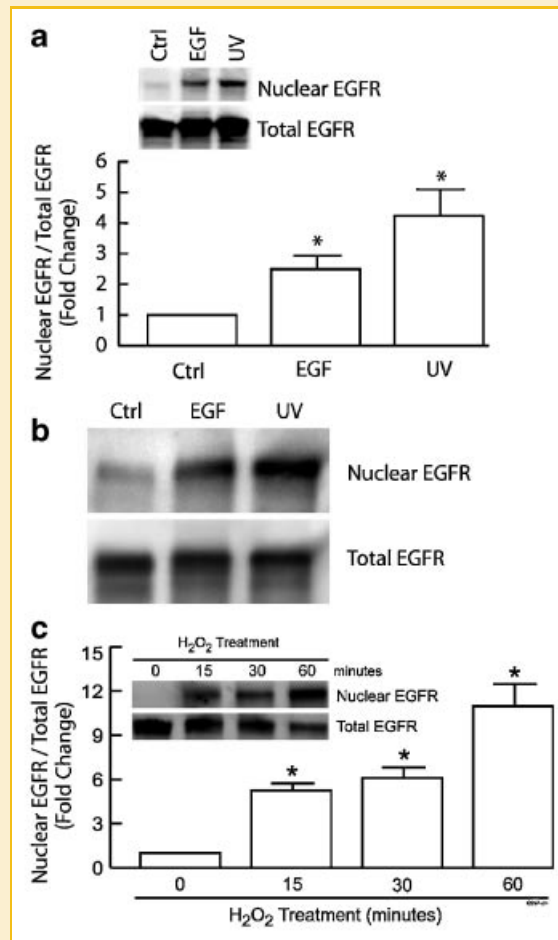 a
Ctrl EGF UV
Nuclear EGFR
Total EGFR
Nuclear EGFR / Total EGFR
(Fold Change)
6
5
4
3
2
1
0
* *
Ctrl EGF UV
b
Ctrl EGF UV
Nuclear EGFR
Total EGFR
c
H₂O₂ Treatment
0 15 30 60 minutes
Nuclear EGFR
Total EGFR
Nuclear EGFR / Total EGFR
(Fold Change)
15
12
9
6
3
0
* * *
0 15 30 60
H₂O₂ Treatment (minutes)